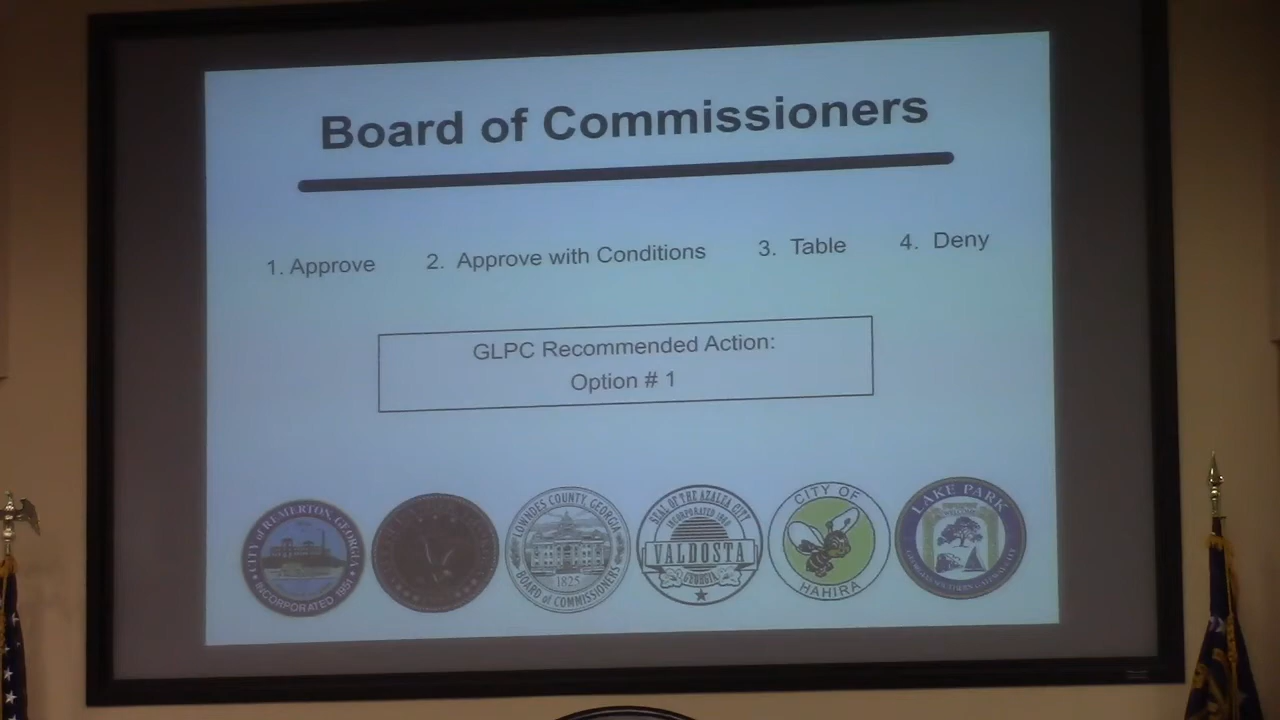 Board of Commissioners
1. Approve 2. Approve with Conditions 3. Table 4. Deny
GLPC Recommended Action:
Option # 1
CITY of REMERTON, GEORGIA
INCORPORATED 1951
LOWNDES COUNTY GEORGIA
1825
BOARD of COMMISSIONERS
SEAL OF THE AZALEA CITY
INCORPORATED 1860
VALDOSTA
GEORGIA
CITY OF
HAHIRA
LAKE PARK